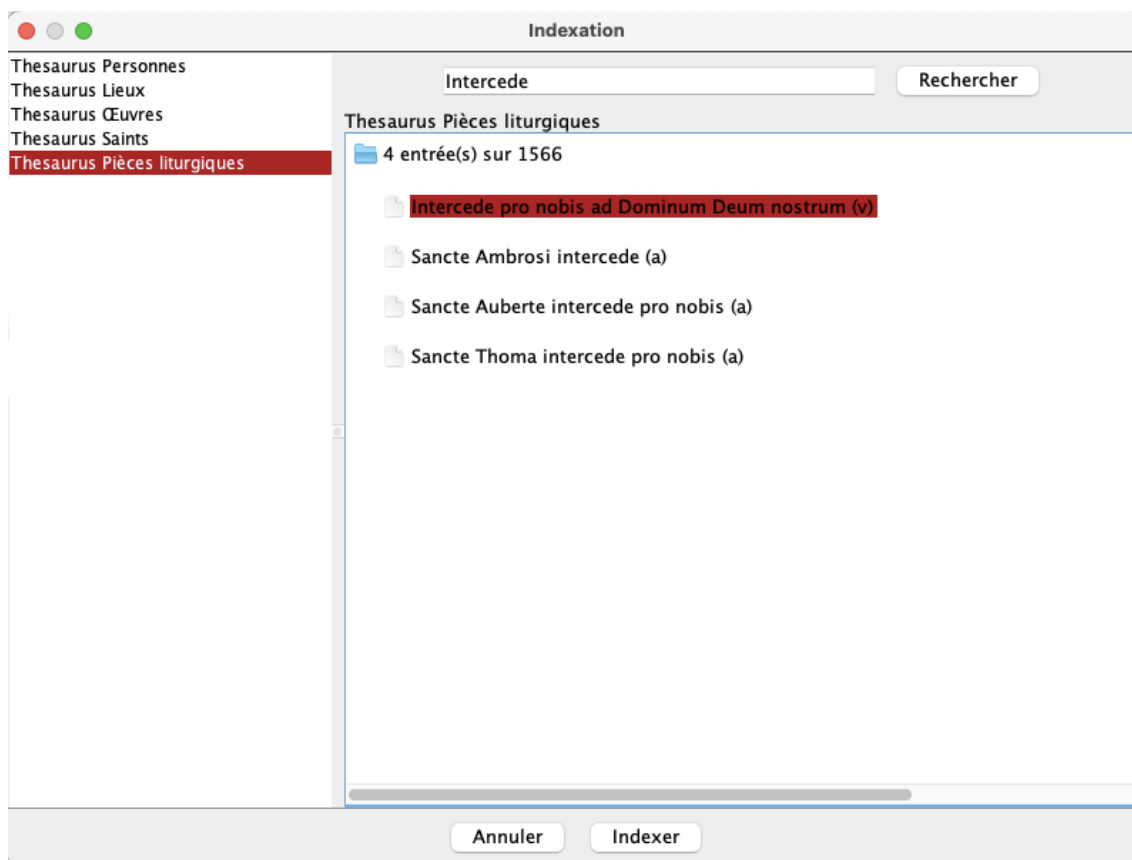 Indexation
Thesaurus Personnes
Thesaurus Lieux
Thesaurus Œuvres
Thesaurus Saints
Thesaurus Pièces liturgiques
Intercede
Rechercher
Thesaurus Pièces liturgiques
4 entrée(s) sur 1566
Intercede pro nobis ad Dominum Deum nostrum (v)
Sancte Ambrosi intercede (a)
Sancte Auberte intercede pro nobis (a)
Sancte Thoma intercede pro nobis (a)
Annuler
Indexer